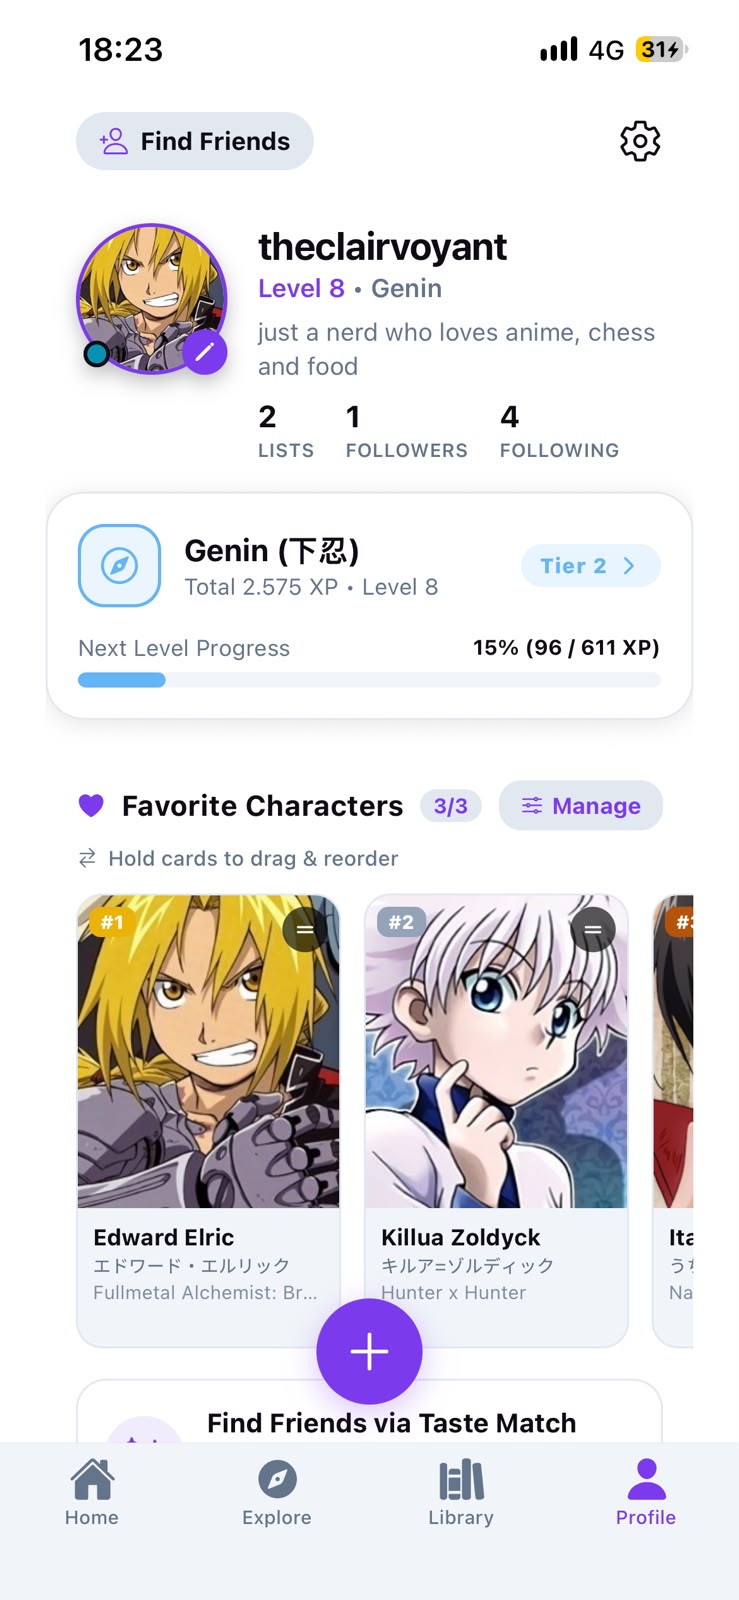 18:23
4G
31
Find Friends
theclairvoyant
Level 8 • Genin
just a nerd who loves anime, chess
and food
2 1 4
LISTS FOLLOWERS FOLLOWING
Genin (下忍)
Total 2.575 XP • Level 8
Tier 2
Next Level Progress
15% (96 / 611 XP)
Favorite Characters
3/3
Manage
Hold cards to drag & reorder
#1
#2
Edward Elric
エドワード・エルリック
Fullmetal Alchemist: Br...
Killua Zoldyck
キルア=ゾルディック
Hunter x Hunter
Ita
うち
Na
Find Friends via Taste Match
Home
Explore
Library
Profile